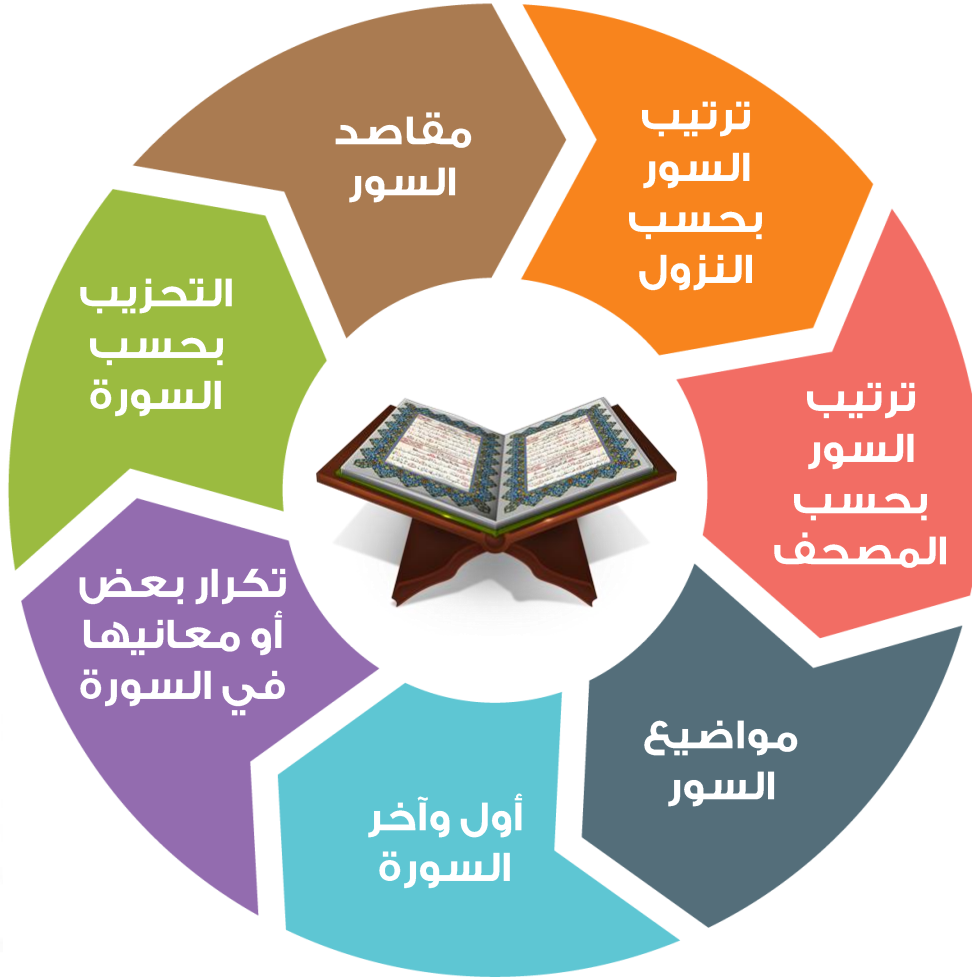 ترتيب
السور
بحسب
النزول
ترتيب
السور
بحسب
المصحف
مواضيع
السور
أول وآخر
السورة
تكرار بعض
أو معانيها
في السورة
التحزيب
بحسب
السورة
مقاصد
السور